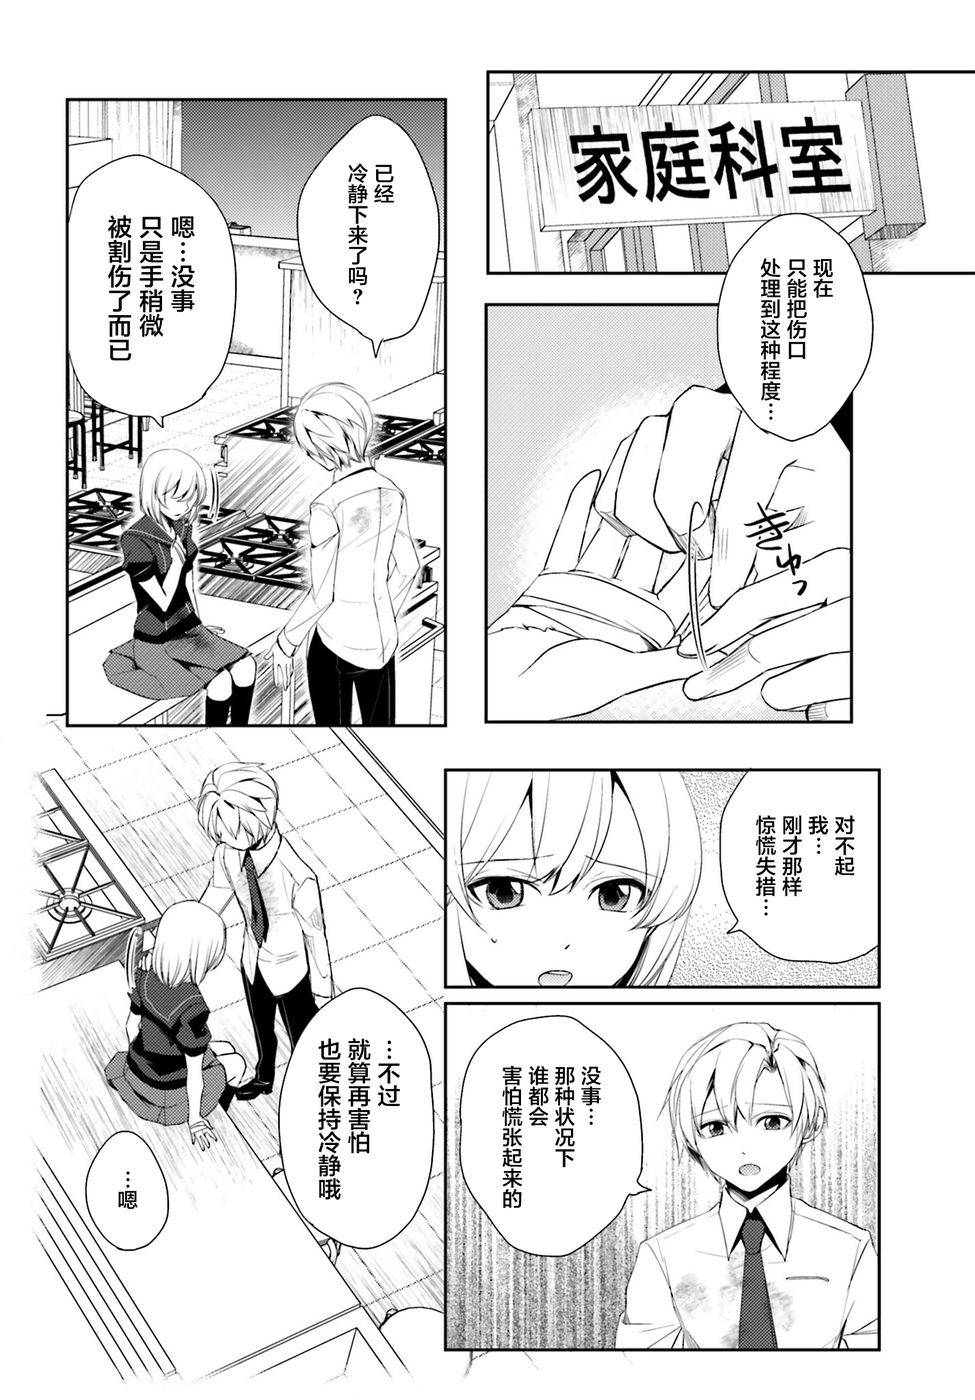 家庭科室
现在
只能把伤口
处理到这种程度…
きゅっ
已经
冷静下来了吗?
嗯…没事
只是手稍微
被割伤了而已
对不起
我…
刚才那样
惊慌失措…
没事…
那种状况下
谁都会
害怕慌张起来的
…不过
就算再害怕
也要保持冷静哦
…嗯